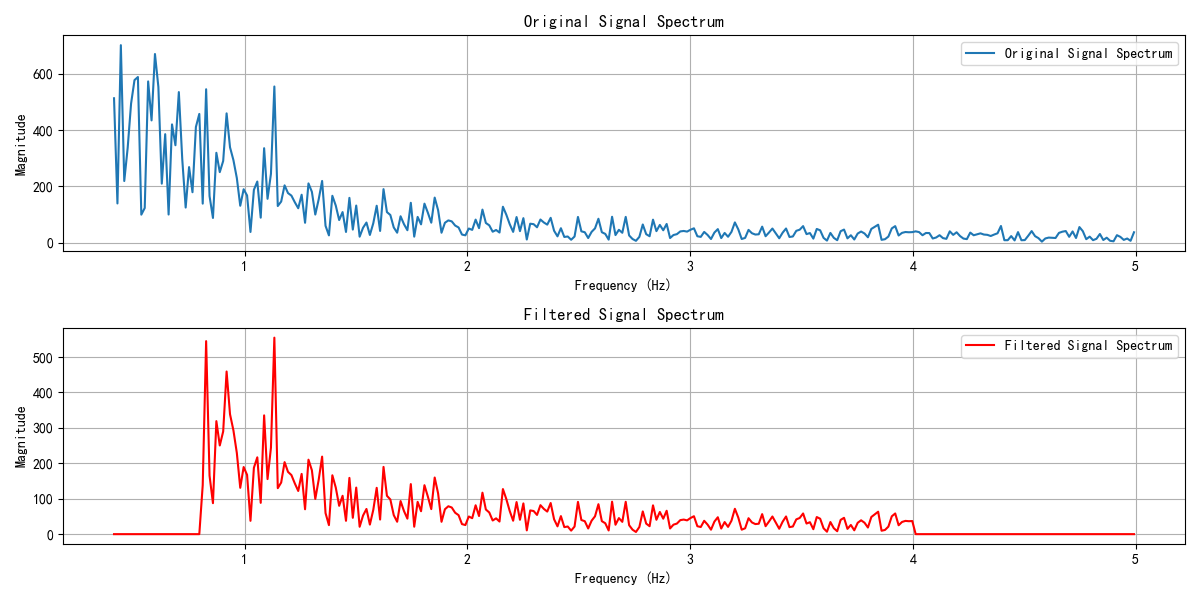 Original Signal Spectrum
Original Signal Spectrum
Magnitude
600
400
200
0
1
2
3
4
5
Frequency (Hz)
Filtered Signal Spectrum
Filtered Signal Spectrum
Magnitude
500
400
300
200
100
0
1
2
3
4
5
Frequency (Hz)